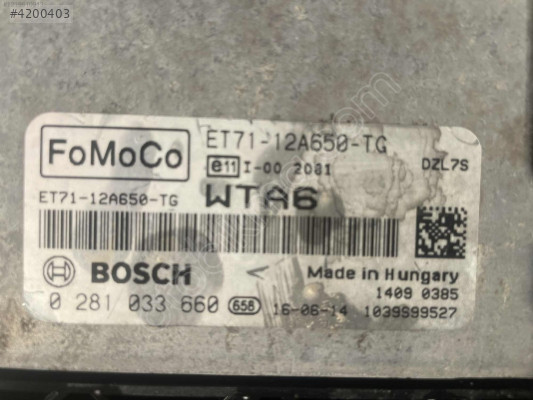 #4200403
FoMoCo
ET71-12A650-TG
e11 I-00 2081
DZL7S
ET71-12A650-TG
WTA6
BOSCH
Made in Hungary
1409 0385
0 281 033 660 658 16-06-14 1039S99527